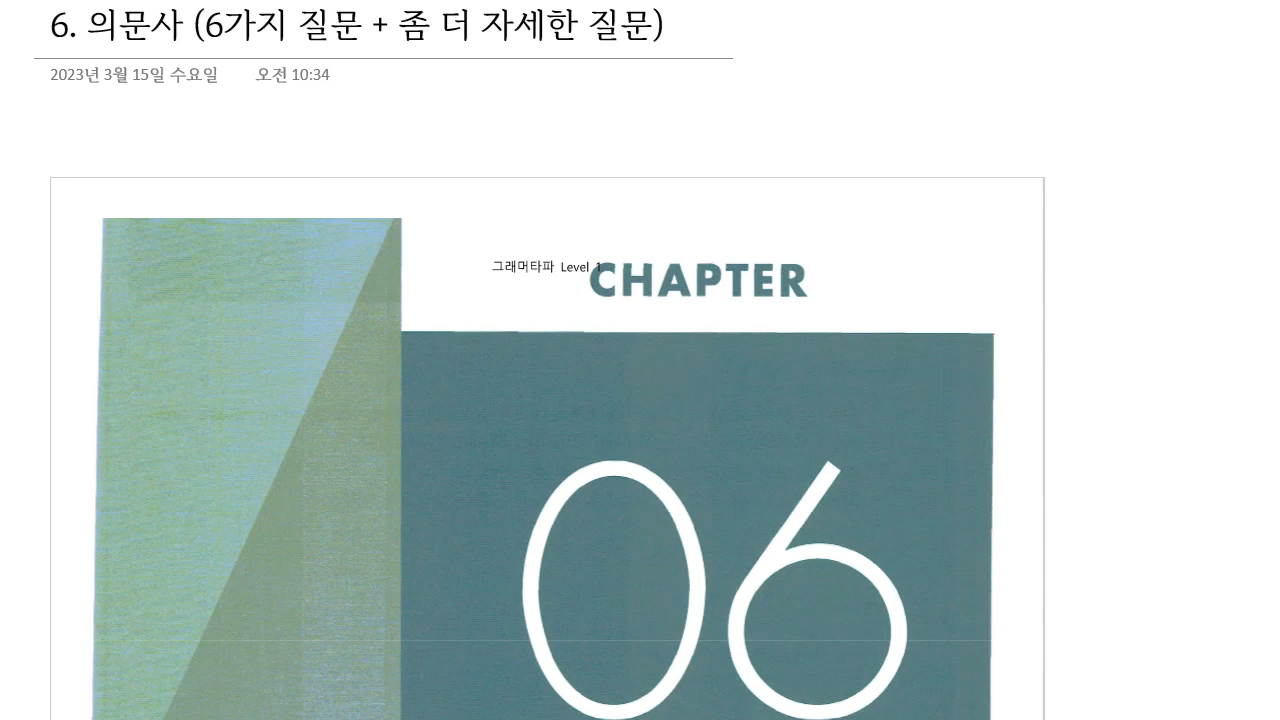 6. 의문사 (6가지 질문 + 좀 더 자세한 질문)
2023년 3월 15일 수요일 오전 10:34
그래머타파 Level 1
CHAPTER
06